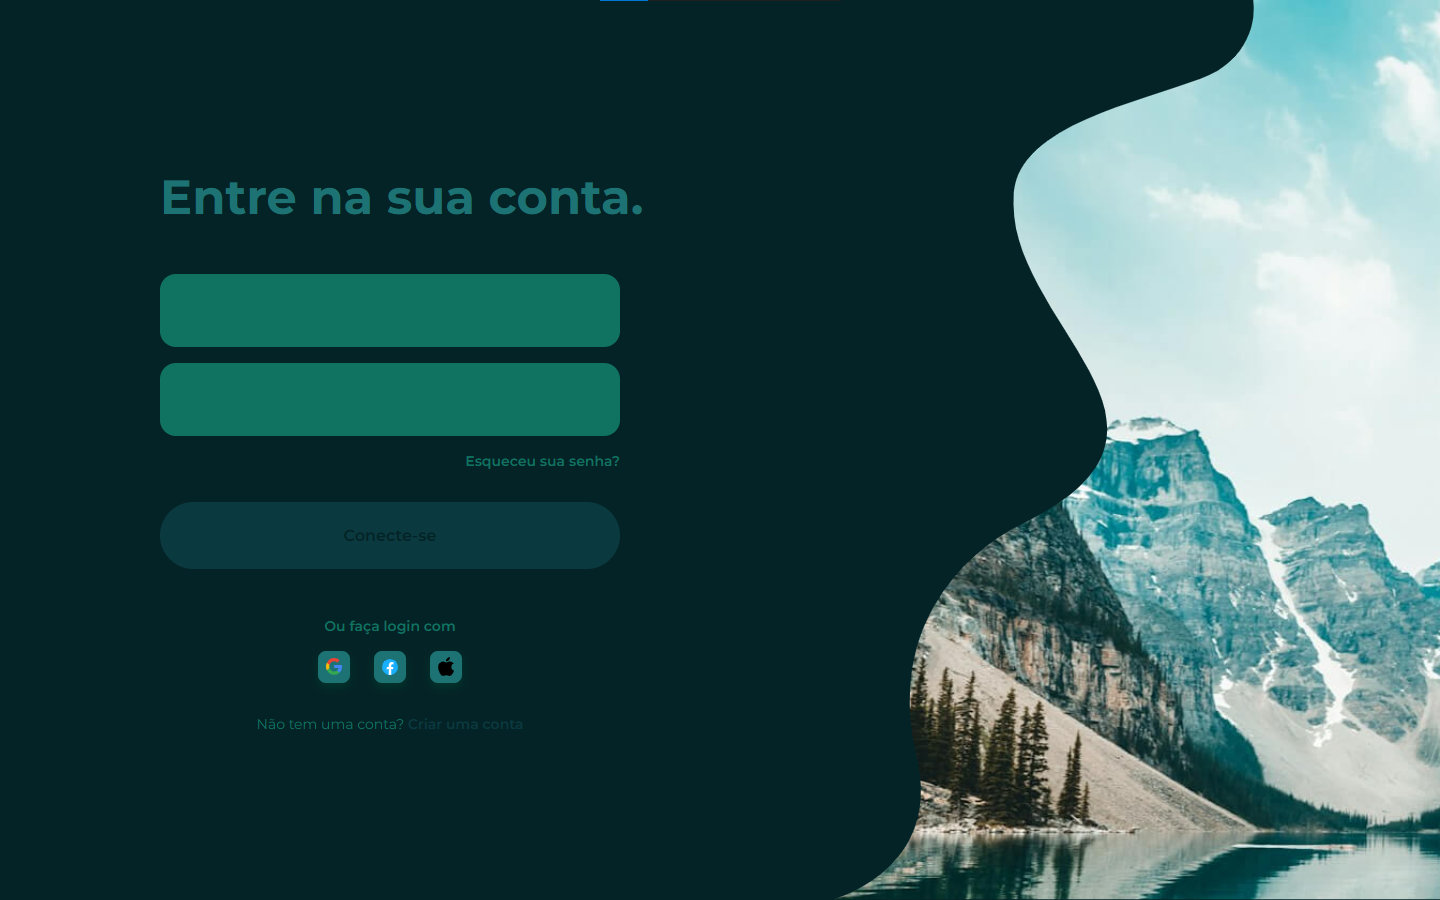 Entre na sua conta.
Esqueceu sua senha?
Conecte-se
Ou faça login com
Não tem uma conta? Criar uma conta